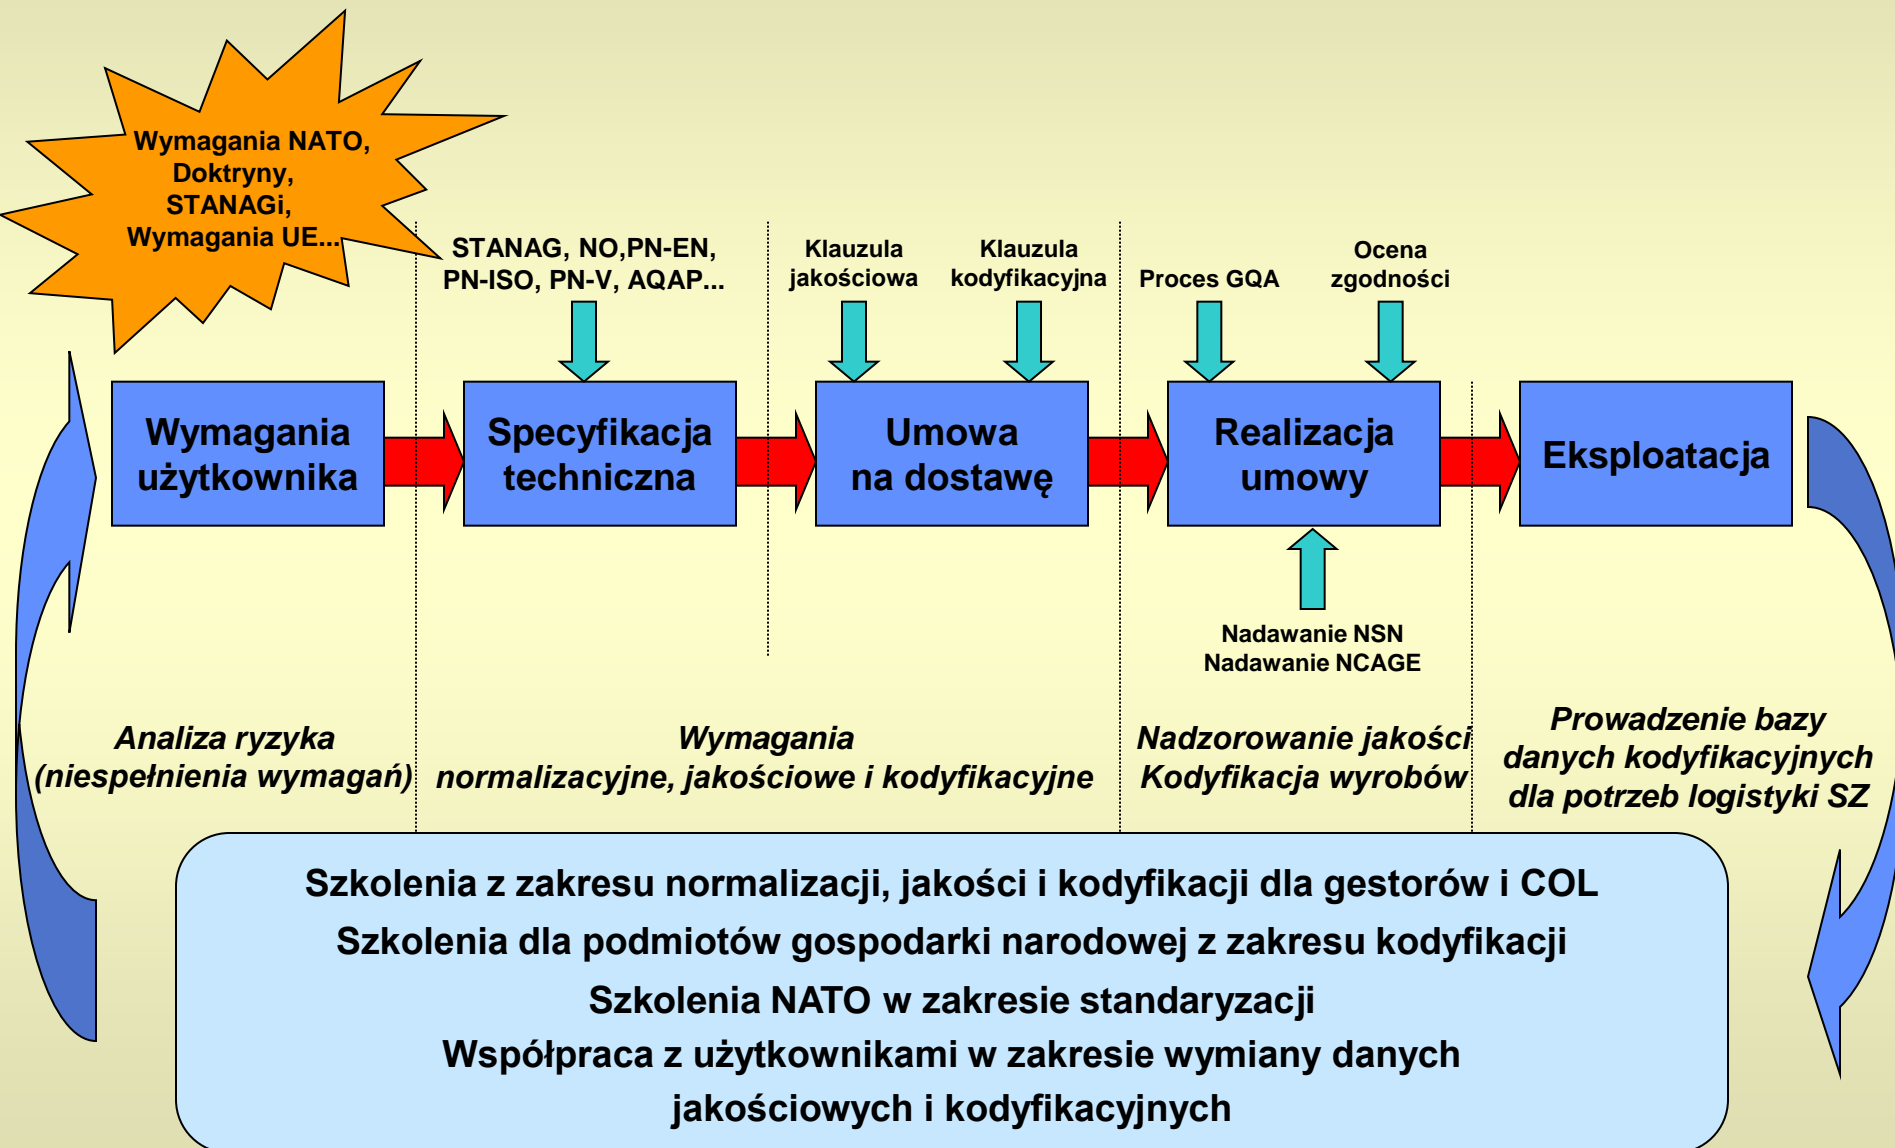 Wymagania NATO,
Doktryny,
STANAGi,
Wymagania UE...
STANAG, NO,PN-EN,
PN-ISO, PN-V, AQAP...
Klauzula
jakościowa
Klauzula
kodyfikacyjna
Proces GQA
Ocena
zgodności
Wymagania
użytkownika
Specyfikacja
techniczna
Umowa
na dostawę
Realizacja
umowy
Eksploatacja
Nadawanie NSN
Nadawanie NCAGE
Analiza ryzyka
(niespełnienia wymagań)
Wymagania
normalizacyjne, jakościowe i kodyfikacyjne
Nadzorowanie jakości
Kodyfikacja wyrobów
Prowadzenie bazy
danych kodyfikacyjnych
dla potrzeb logistyki SZ
Szkolenia z zakresu normalizacji, jakości i kodyfikacji dla gestorów i COL
Szkolenia dla podmiotów gospodarki narodowej z zakresu kodyfikacji
Szkolenia NATO w zakresie standaryzacji
Współpraca z użytkownikami w zakresie wymiany danych
jakościowych i kodyfikacyjnych